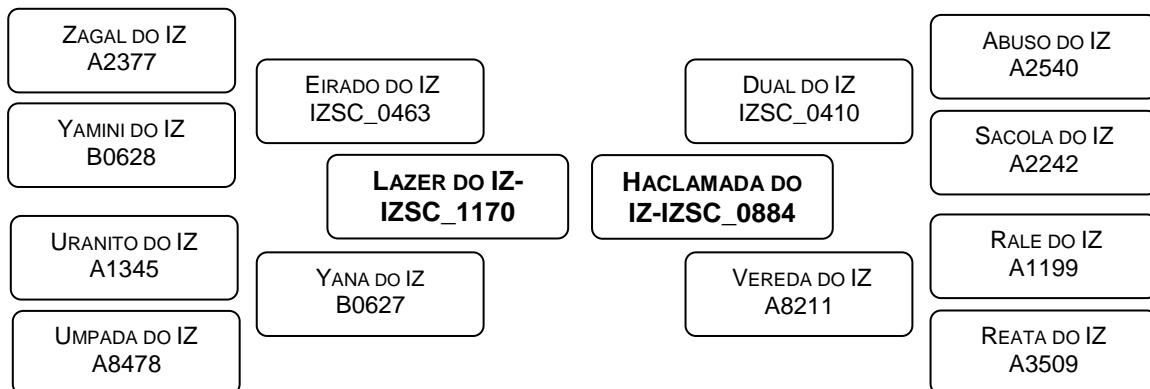 ZAGAL DO IZ
A2377
YAMINI DO IZ
B0628
URANITO DO IZ
A1345
UMPADA DO IZ
A8478
EIRADO DO IZ
IZSC_0463
YANA DO IZ
B0627
LAZER DO IZ-
IZSC_1170
HACLAMADA DO
IZ-IZSC_0884
DUAL DO IZ
IZSC_0410
VEREDA DO IZ
A8211
ABUSO DO IZ
A2540
SACOLA DO IZ
A2242
RALE DO IZ
A1199
REATA DO IZ
A3509